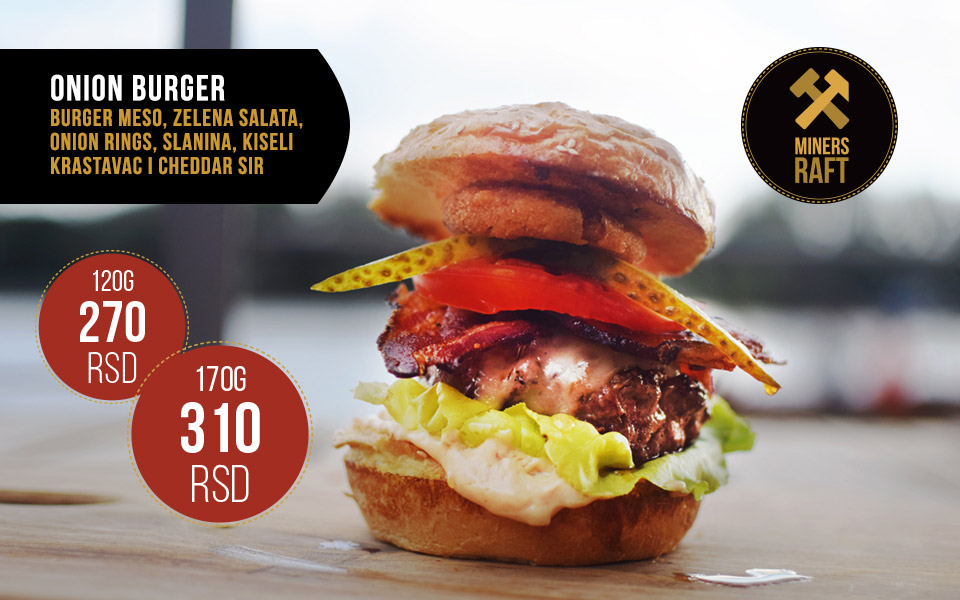 ONION BURGER
BURGER MESO, ZELENA SALATA,
ONION RINGS, SLANINA, KISELI
KRASTAVAC I CHEDDAR SIR
MINERS
RAFT
120G
270
RSD
170G
310
RSD